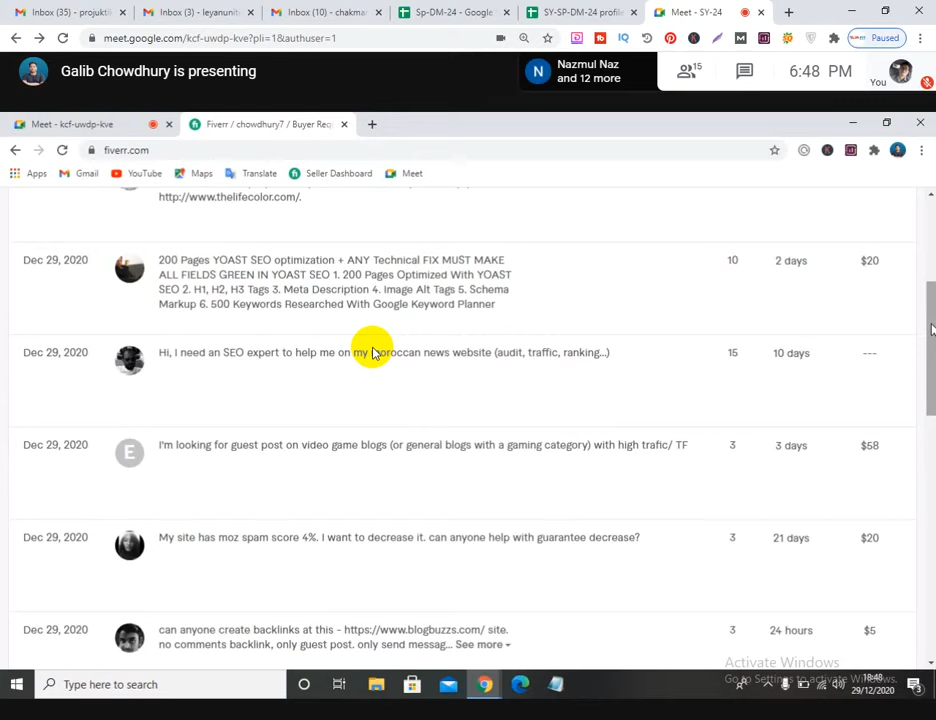 Inbox (35) - projukti
Inbox (3) - leyanunit
Inbox (10) - chakma
Sp-DM-24 - Google
SY-SP-DM-24 profile
Meet - SY-24
meet.google.com/kcf-uwdp-kve?pli=1&authuser=1
Paused
Galib Chowdhury is presenting
N
Nazmul Naz
and 12 more
15
6:48 PM
You
Meet - kcf-uwdp-kve
Fiverr / chowdhury7 / Buyer Req
fiverr.com
Apps
Gmail
YouTube
Maps
Translate
Seller Dashboard
Meet
http://www.thelifecolor.com/.
Dec 29, 2020
200 Pages YOAST SEO optimization + ANY Technical FIX MUST MAKE
ALL FIELDS GREEN IN YOAST SEO 1. 200 Pages Optimized With YOAST
SEO 2. H1, H2, H3 Tags 3. Meta Description 4. Image Alt Tags 5. Schema
Markup 6. 500 Keywords Researched With Google Keyword Planner
10
2 days
$20
Dec 29, 2020
Hi, I need an SEO expert to help me on my moroccan news website (audit, traffic, ranking...)
15
10 days
---
Dec 29, 2020
E
I'm looking for guest post on video game blogs (or general blogs with a gaming category) with high trafic/ TF
3
3 days
$58
Dec 29, 2020
My site has moz spam score 4%. I want to decrease it. can anyone help with guarantee decrease?
3
21 days
$20
Dec 29, 2020
can anyone create backlinks at this - https://www.blogbuzzs.com/ site.
no comments backlink, only guest post. only send messag... See more
3
24 hours
$5
Activate Windows
Go to Settings to activate Windows.
Type here to search
18:48
29/12/2020
3